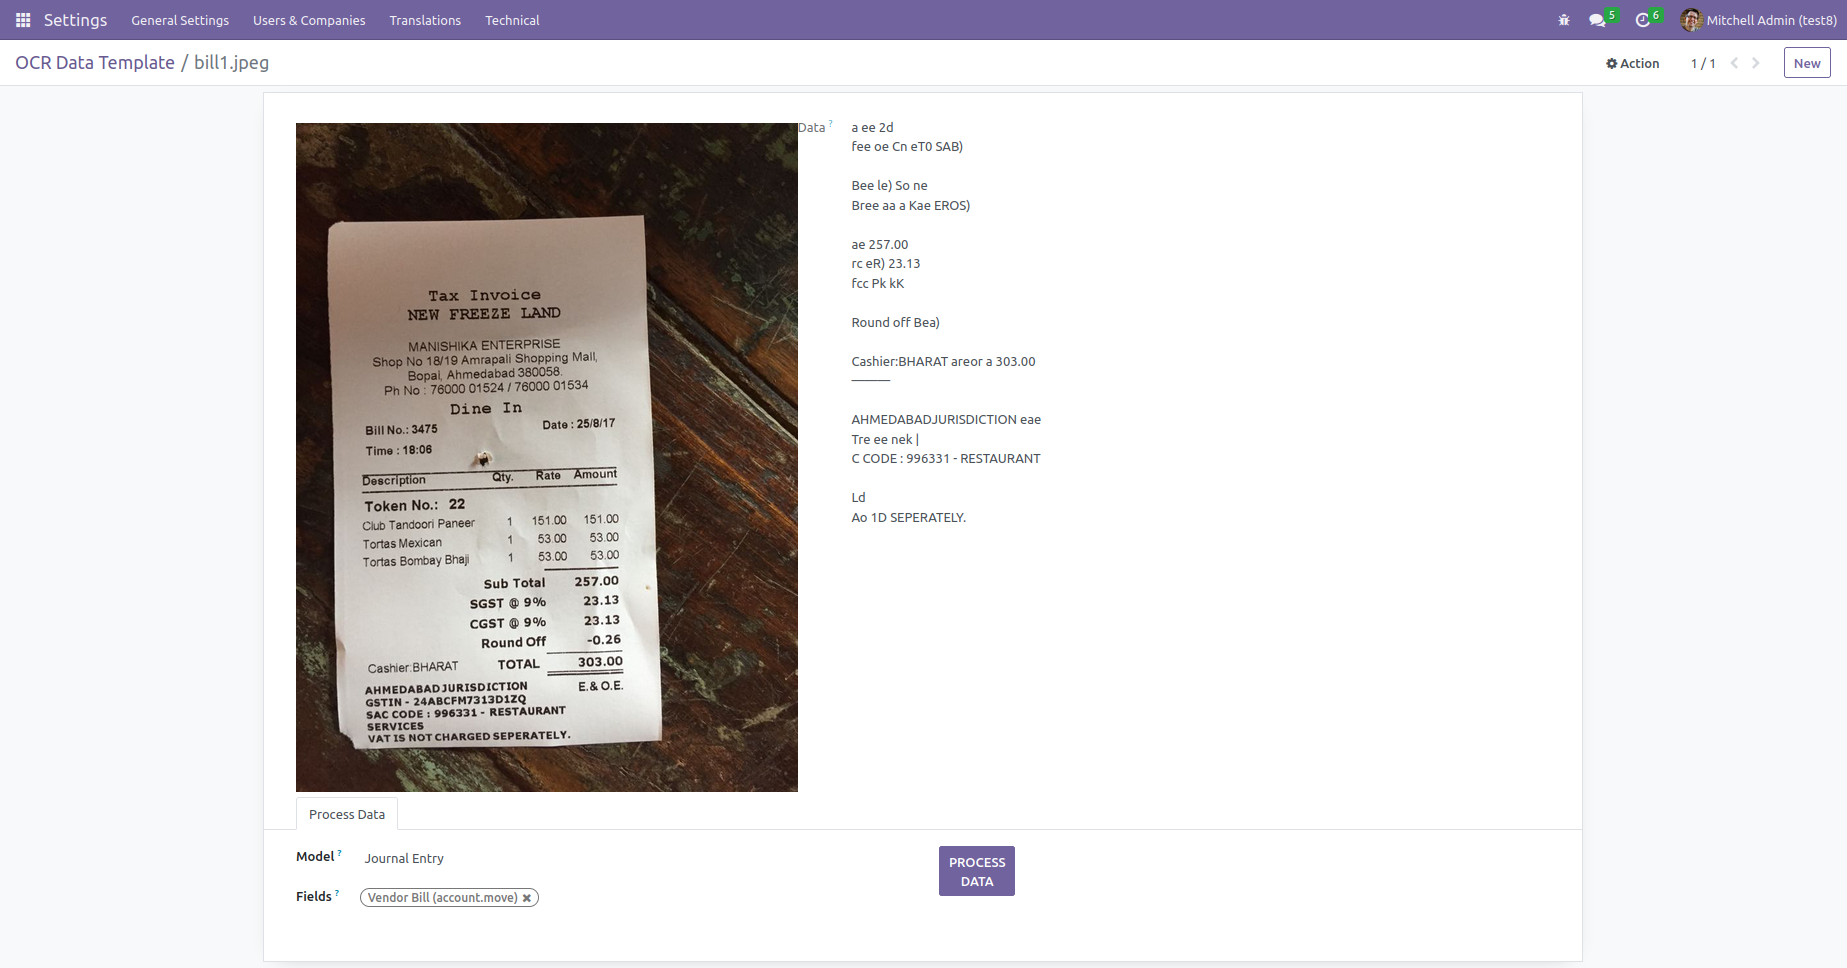 Settings General Settings Users & Companies Translations Technical 5 6 Mitchell Admin (test8)
OCR Data Template / bill1.jpeg Action 1 / 1 New
Tax Invoice
NEW FREEZE LAND
MANISHIKA ENTERPRISE
Shop No 18/19 Amrapali Shopping Mall,
Bopal, Ahmedabad 380058.
Ph No : 76000 01524 / 76000 01534
Dine In
Bill No.: 3475 Date : 25/8/17
Time : 18:06
Description Qty. Rate Amount
Token No.: 22
Club Tandoori Paneer 1 151.00 151.00
Tortas Mexican 1 53.00 53.00
Tortas Bombay Bhaji 1 53.00 53.00
Sub Total 257.00
SGST @ 9% 23.13
CGST @ 9% 23.13
Round Off -0.26
Cashier:BHARAT TOTAL 303.00
AHMEDABAD JURISDICTION E.& O.E.
GSTIN - 24ABCFM7313D1ZQ
SAC CODE : 996331 - RESTAURANT
SERVICES
VAT IS NOT CHARGED SEPERATELY.
Data ?
a ee 2d
fee oe Cn eT0 SAB)
Bee le) So ne
Bree aa a Kae EROS)
ae 257.00
rc eR) 23.13
fcc Pk kK
Round off Bea)
Cashier:BHARAT areor a 303.00
———
AHMEDABADJURISDICTION eae
Tre ee nek |
C CODE : 996331 - RESTAURANT
Ld
Ao 1D SEPERATELY.
Process Data
Model ? Journal Entry
PROCESS
DATA
Fields ? Vendor Bill (account.move) ✖